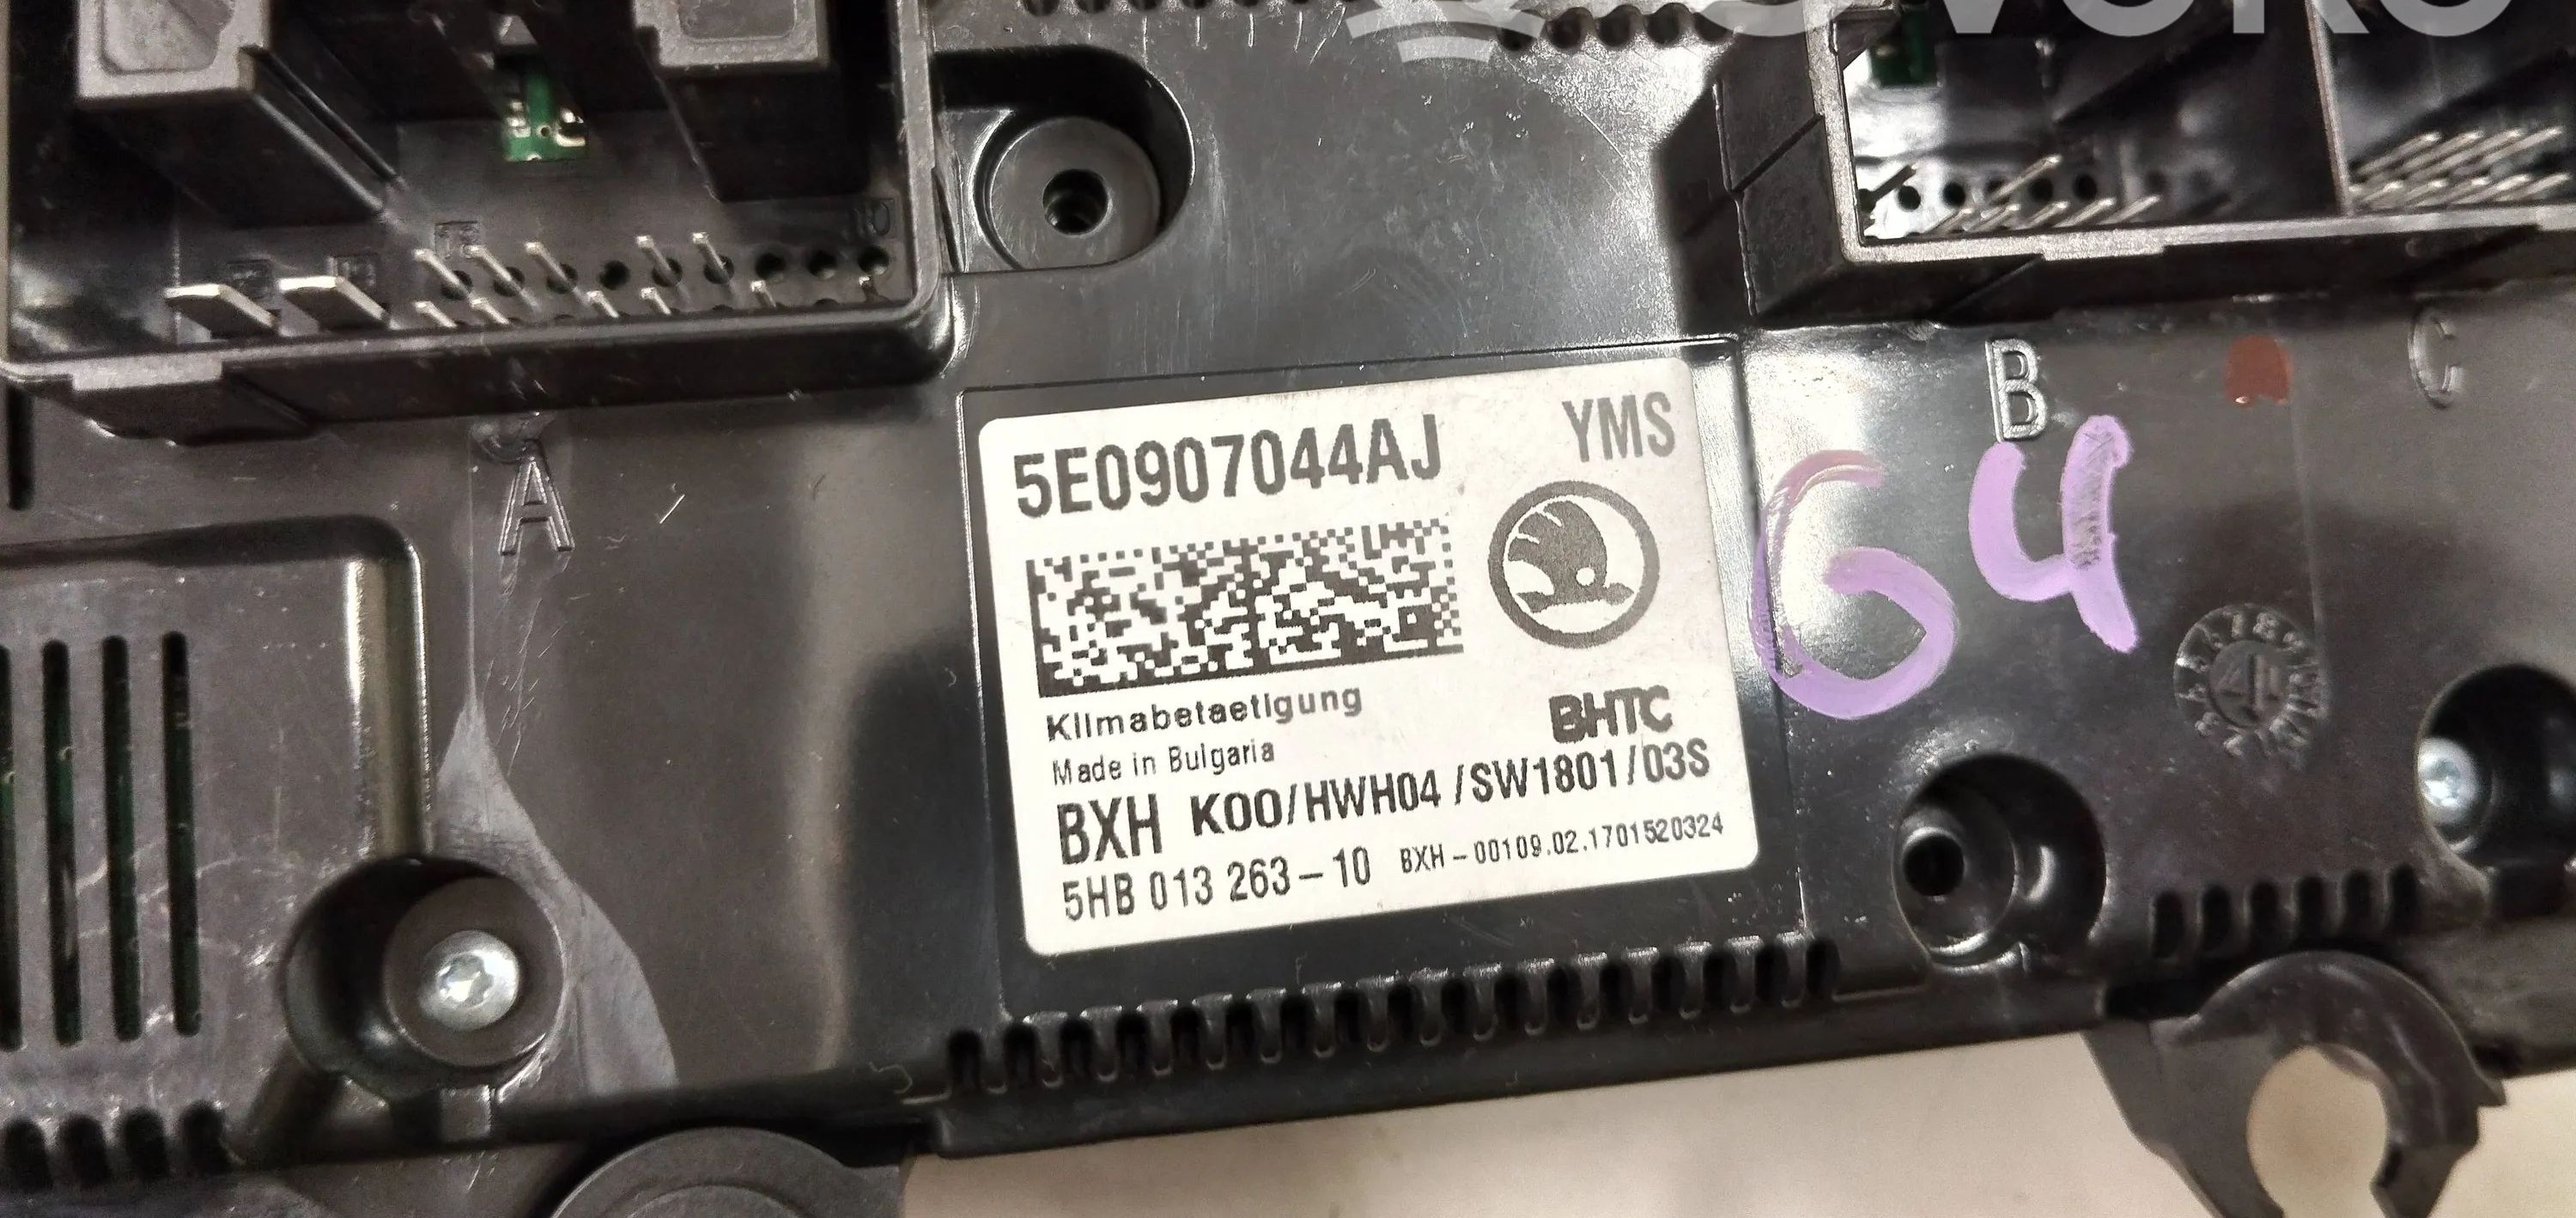 5E0907044AJ YMS
Klimabetaetigung
BHTC
Made in Bulgaria
BXH K00/HWH04 /SW1801/03S
5HB 013 263-10 BXH-00109.02.1701520324
A
B
C
G4